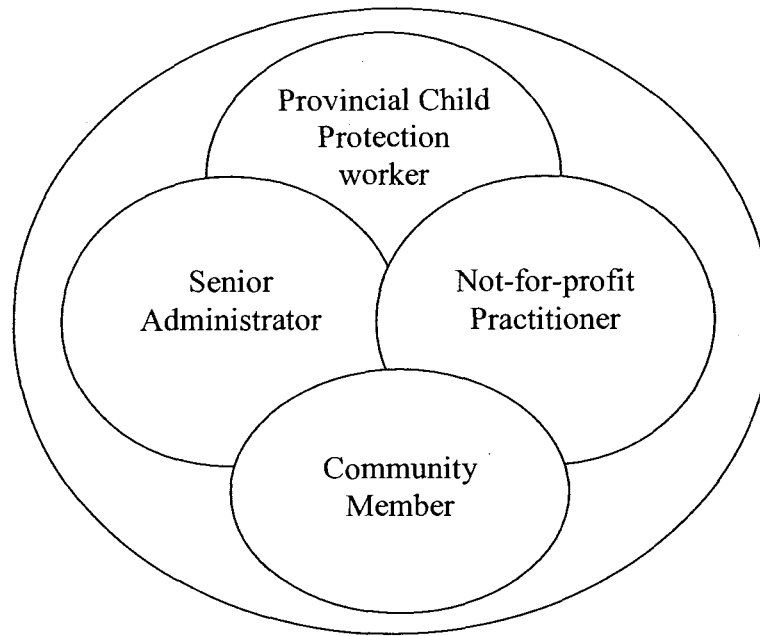 Provincial Child
Protection
worker
Senior
Administrator
Not-for-profit
Practitioner
Community
Member